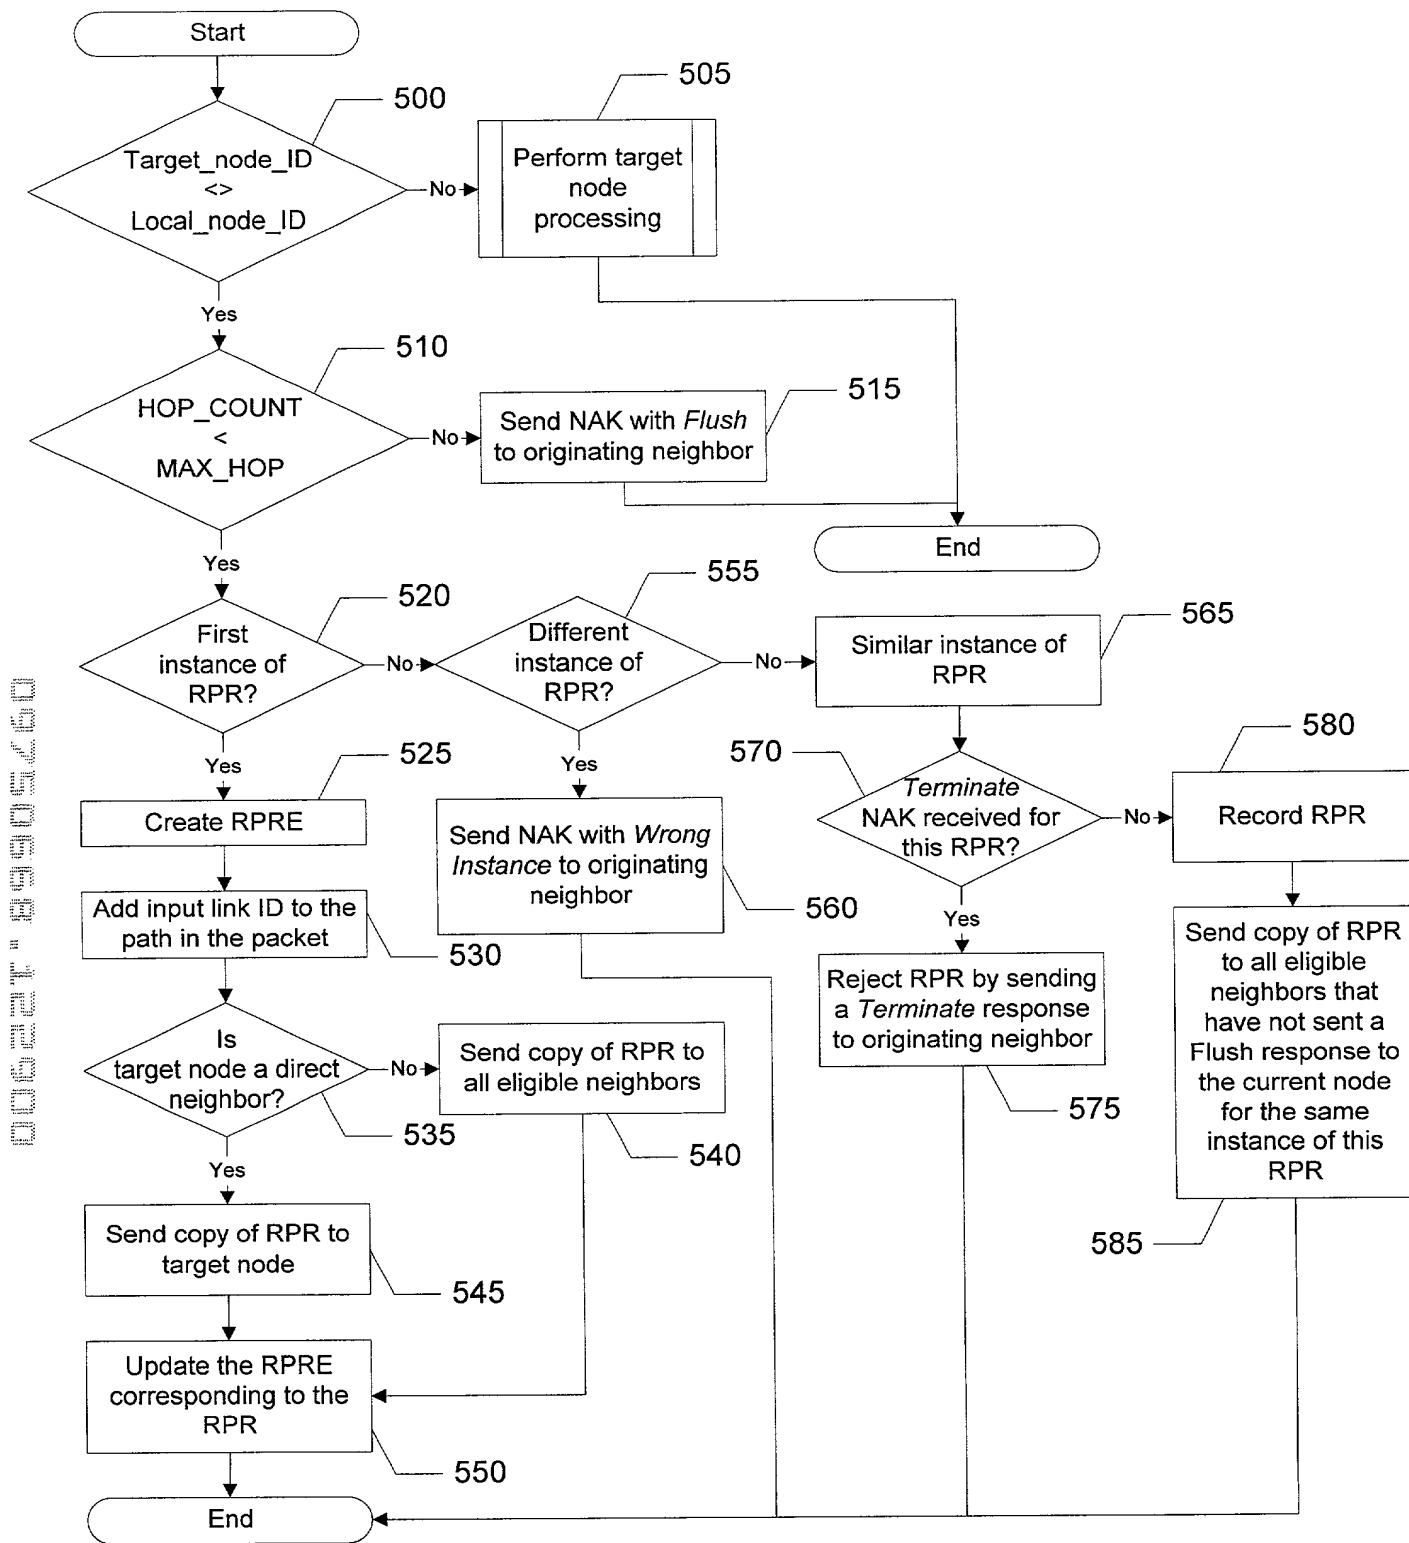 Start
500
Target_node_ID
<>
Local_node_ID
No
505
Perform target
node
processing
Yes
510
HOP_COUNT
<
MAX_HOP
No
515
Send NAK with Flush
to originating neighbor
End
Yes
520
First
instance of
RPR?
No
555
Different
instance of
RPR?
No
565
Similar instance of
RPR
Yes
525
Create RPRE
Yes
Send NAK with Wrong
Instance to originating
neighbor
560
570
Terminate
NAK received for
this RPR?
No
580
Record RPR
Add input link ID to the
path in the packet
530
Yes
Reject RPR by sending
a Terminate response
to originating neighbor
575
Send copy of RPR
to all eligible
neighbors that
have not sent a
Flush response to
the current node
for the same
instance of this
RPR
585
Is
target node a direct
neighbor?
535
No
Send copy of RPR to
all eligible neighbors
540
Yes
Send copy of RPR to
target node
545
Update the RPRE
corresponding to the
RPR
550
End
09750668.122900